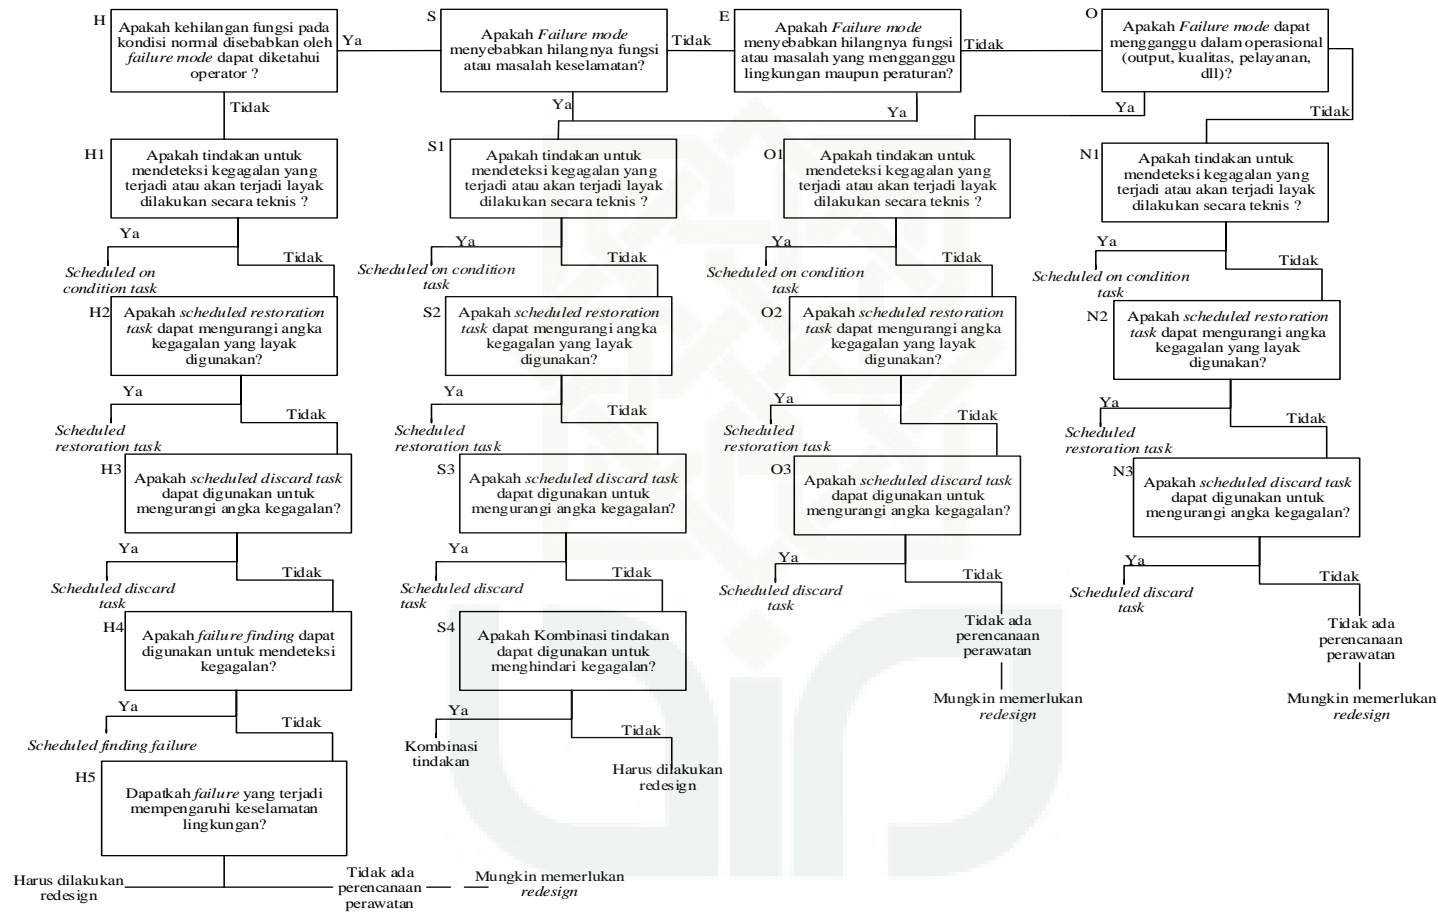 H
Apakah kehilangan fungsi pada
kondisi normal disebabkan oleh
failure mode dapat diketahui
operator ?
Ya
Tidak
S
Apakah Failure mode
menyebabkan hilangnya fungsi
atau masalah keselamatan?
Tidak
Ya
E
Apakah Failure mode
menyebabkan hilangnya fungsi
atau masalah yang mengganggu
lingkungan maupun peraturan?
Tidak
Ya
O
Apakah Failure mode dapat
mengganggu dalam operasional
(output, kualitas, pelayanan,
dll)?
Ya
Tidak
H1
Apakah tindakan untuk
mendeteksi kegagalan yang
terjadi atau akan terjadi layak
dilakukan secara teknis ?
Ya
Tidak
Scheduled on
condition task
H2
Apakah scheduled restoration
task dapat mengurangi angka
kegagalan yang layak
digunakan?
Ya
Tidak
Scheduled
restoration task
H3
Apakah scheduled discard task
dapat digunakan untuk
mengurangi angka kegagalan?
Ya
Tidak
Scheduled discard
task
H4
Apakah failure finding dapat
digunakan untuk mendeteksi
kegagalan?
Ya
Tidak
Scheduled finding failure
H5
Dapatkah failure yang terjadi
mempengaruhi keselamatan
lingkungan?
Harus dilakukan
redesign
Tidak ada
perencanaan
perawatan
Mungkin memerlukan
redesign
S1
Apakah tindakan untuk
mendeteksi kegagalan yang
terjadi atau akan terjadi layak
dilakukan secara teknis ?
Ya
Tidak
Scheduled on condition
task
S2
Apakah scheduled restoration
task dapat mengurangi angka
kegagalan yang layak
digunakan?
Ya
Tidak
Scheduled
restoration task
S3
Apakah scheduled discard task
dapat digunakan untuk
mengurangi angka kegagalan?
Ya
Tidak
Scheduled discard
task
S4
Apakah Kombinasi tindakan
dapat digunakan untuk
menghindari kegagalan?
Ya
Tidak
Kombinasi
tindakan
Harus dilakukan
redesign
O1
Apakah tindakan untuk
mendeteksi kegagalan yang
terjadi atau akan terjadi layak
dilakukan secara teknis ?
Ya
Tidak
Scheduled on condition
task
O2
Apakah scheduled restoration
task dapat mengurangi angka
kegagalan yang layak
digunakan?
Ya
Tidak
Scheduled
restoration task
O3
Apakah scheduled discard task
dapat digunakan untuk
mengurangi angka kegagalan?
Ya
Tidak
Scheduled discard
task
Tidak ada
perencanaan
perawatan
Mungkin memerlukan
redesign
N1
Apakah tindakan untuk
mendeteksi kegagalan yang
terjadi atau akan terjadi layak
dilakukan secara teknis ?
Ya
Tidak
Scheduled on condition
task
N2
Apakah scheduled restoration
task dapat mengurangi angka
kegagalan yang layak
digunakan?
Ya
Tidak
Scheduled
restoration task
N3
Apakah scheduled discard task
dapat digunakan untuk
mengurangi angka kegagalan?
Ya
Tidak
Scheduled discard
task
Tidak ada
perencanaan
perawatan
Mungkin memerlukan
redesign